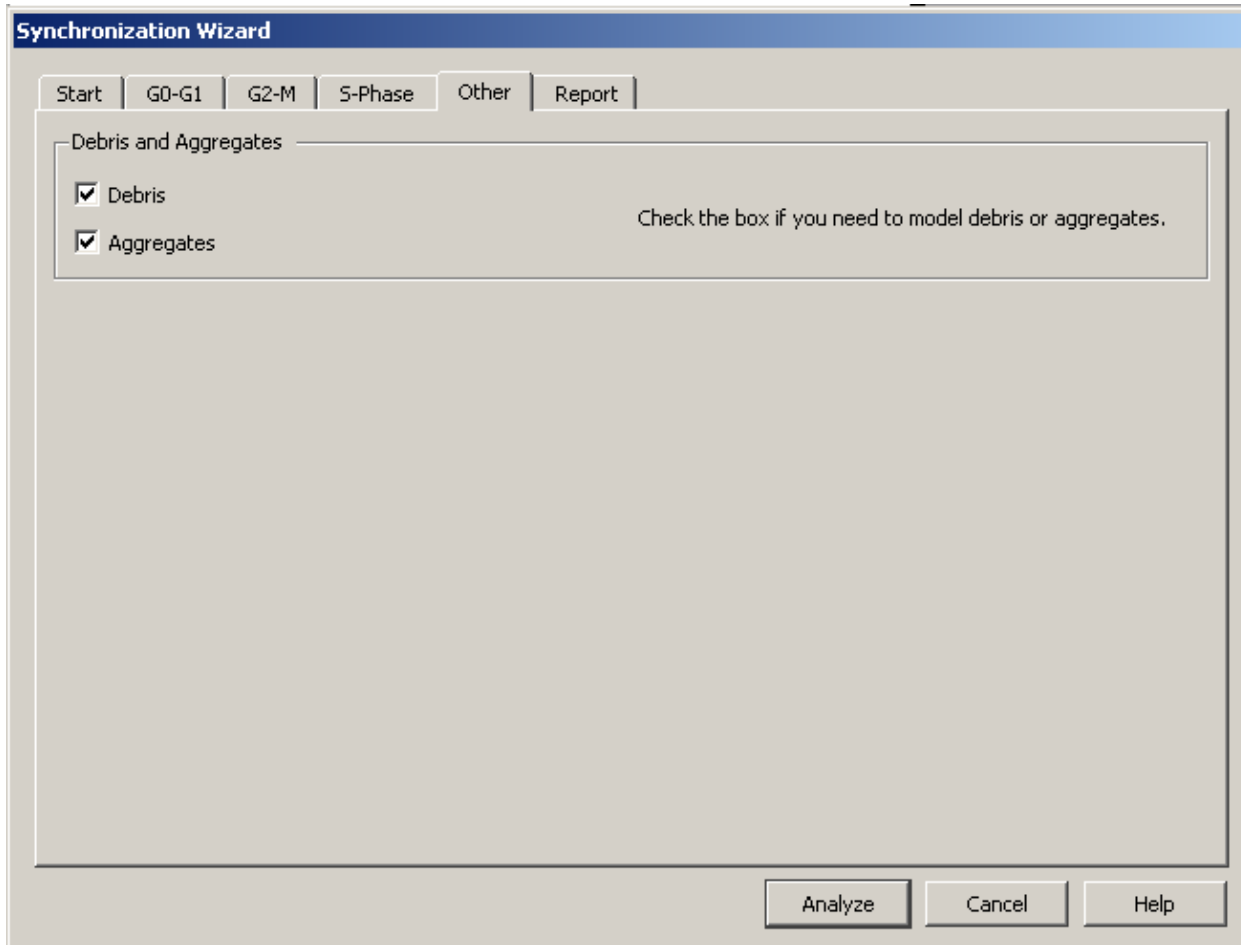 Synchronization Wizard
Start G0-G1 G2-M S-Phase Other Report
Debris and Aggregates
Debris
Check the box if you need to model debris or aggregates.
Aggregates
Analyze Cancel Help